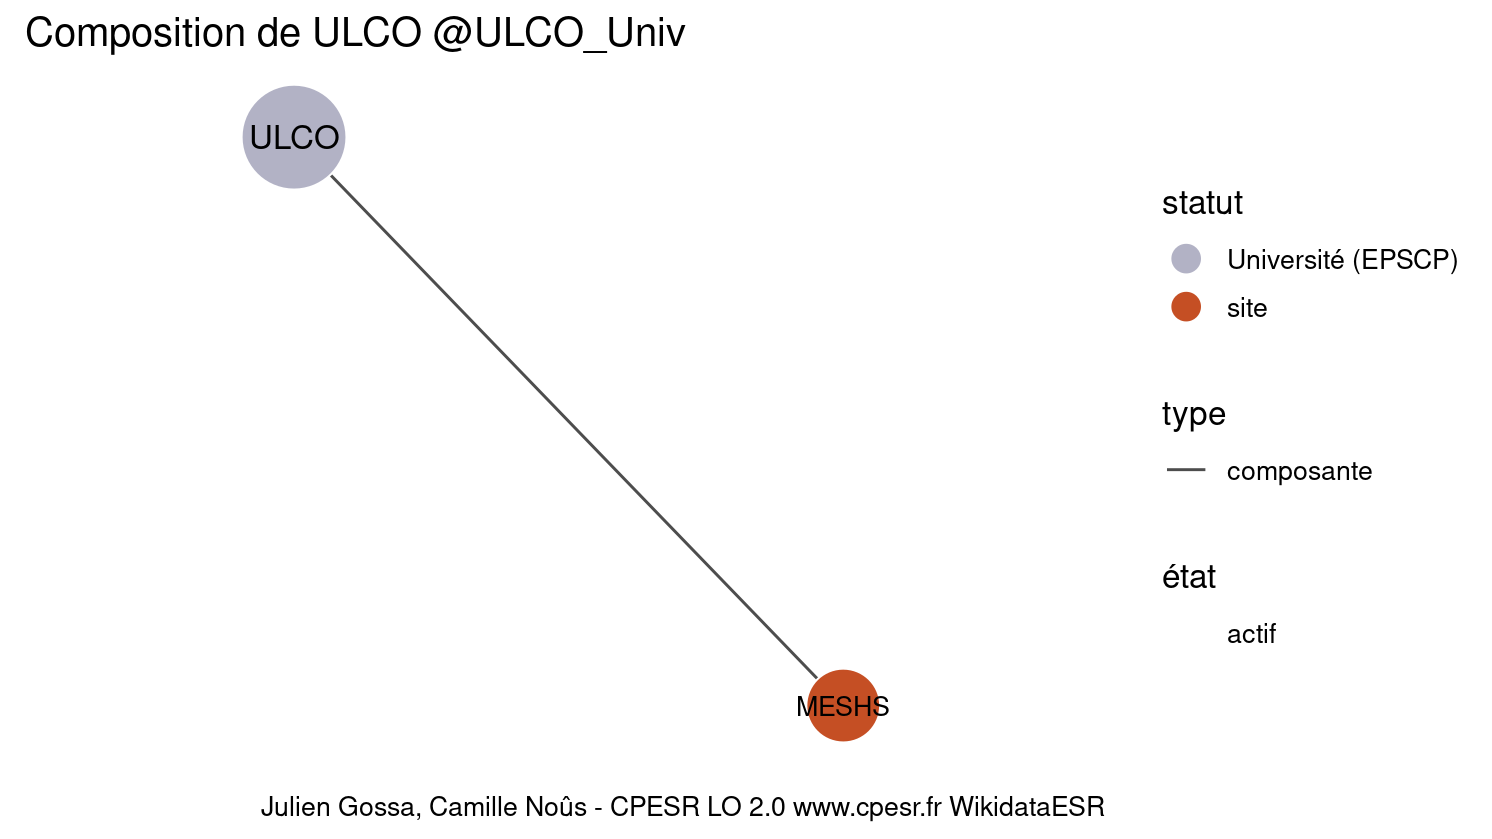 Composition de ULCO @ULCO_Univ
ULCO
statut
Université (EPSCP)
site
type
composante
état
actif
MESHS
Julien Gossa, Camille Noûs - CPESR LO 2.0 www.cpesr.fr WikidataESR